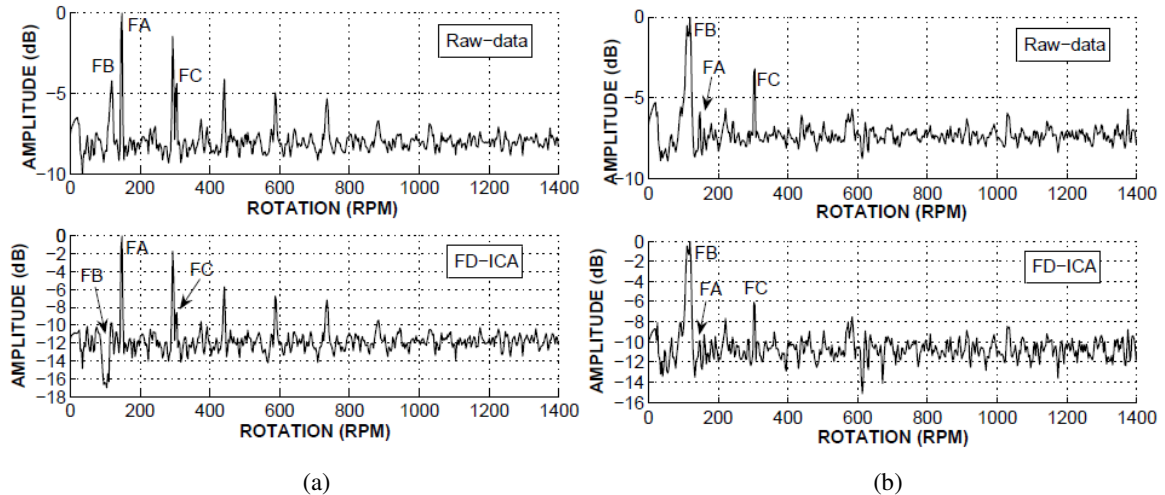 0
−5
−10
AMPLITUDE (dB)
FA
FB
FC
Raw−data
0 200 400 600 800 1000 1200 1400
ROTATION (RPM)
0
−2
−4
−6
−8
−10
−12
−14
−16
−18
AMPLITUDE (dB)
FA
FB
FC
FD−ICA
0 200 400 600 800 1000 1200 1400
ROTATION (RPM)
(a)
0
−5
−10
AMPLITUDE (dB)
FB
FA
FC
Raw−data
0 200 400 600 800 1000 1200 1400
ROTATION (RPM)
0
−2
−4
−6
−8
−10
−12
−14
−16
AMPLITUDE (dB)
FB
FA
FC
FD−ICA
0 200 400 600 800 1000 1200 1400
ROTATION (RPM)
(b)